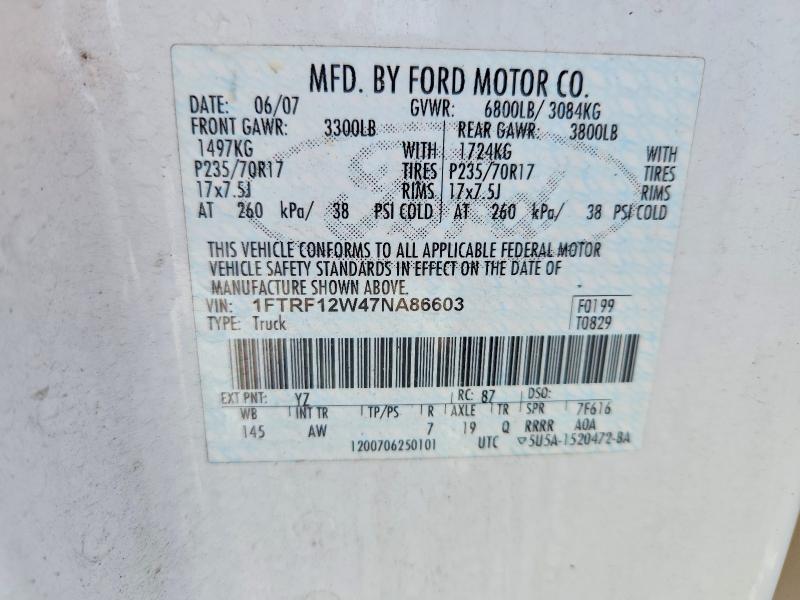 MFD. BY FORD MOTOR CO.
DATE: 06/07 GVWR: 6800LB/ 3084KG
FRONT GAWR: 3300LB REAR GAWR: 3800LB
1497KG WITH 1724KG WITH
P235/70R17 TIRES P235/70R17 TIRES
17x7.5J RIMS 17x7.5J RIMS
AT 260 kPa/ 38 PSI COLD AT 260 kPa/ 38 PSI COLD
THIS VEHICLE CONFORMS TO ALL APPLICABLE FEDERAL MOTOR
VEHICLE SAFETY STANDARDS IN EFFECT ON THE DATE OF
MANUFACTURE SHOWN ABOVE.
VIN: 1FTRF12W47NA86603 F0199
TYPE: Truck T0829
EXT PNT: YZ RC: 87 DSO:
WB INT TR TP/PS R AXLE TR SPR 7F616
145 AW 7 19 Q RRRR AOA
1200706250101 UTC ▽5U5A-1520472-BA